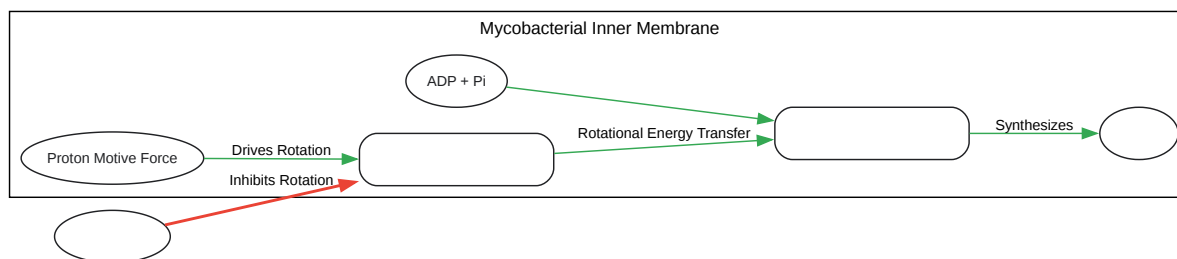 Mycobacterial Inner Membrane
ADP + Pi
Rotational Energy Transfer
Synthesizes
Drives Rotation
Proton Motive Force
Inhibits Rotation